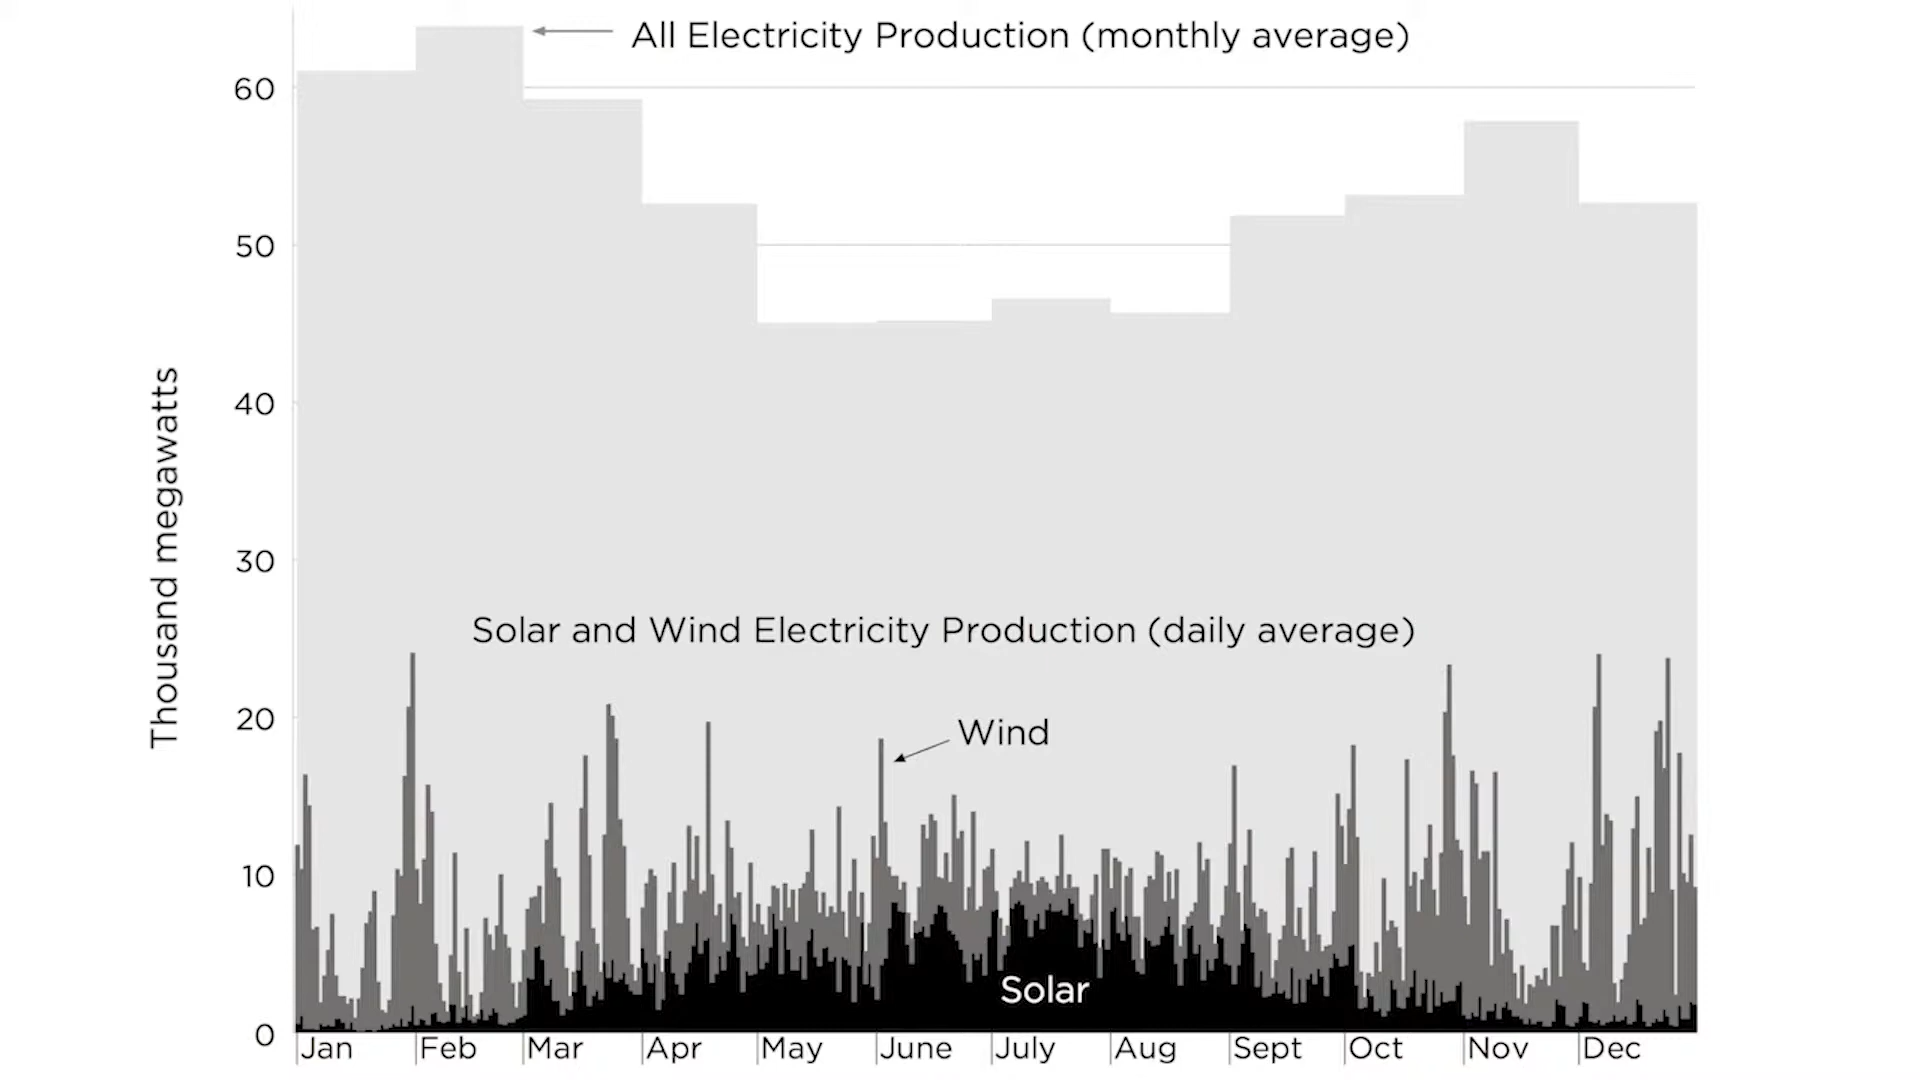 All Electricity Production (monthly average)
60
50
40
30
20
10
0
Thousand megawatts
Solar and Wind Electricity Production (daily average)
Wind
Solar
Jan Feb Mar Apr May June July Aug Sept Oct Nov Dec